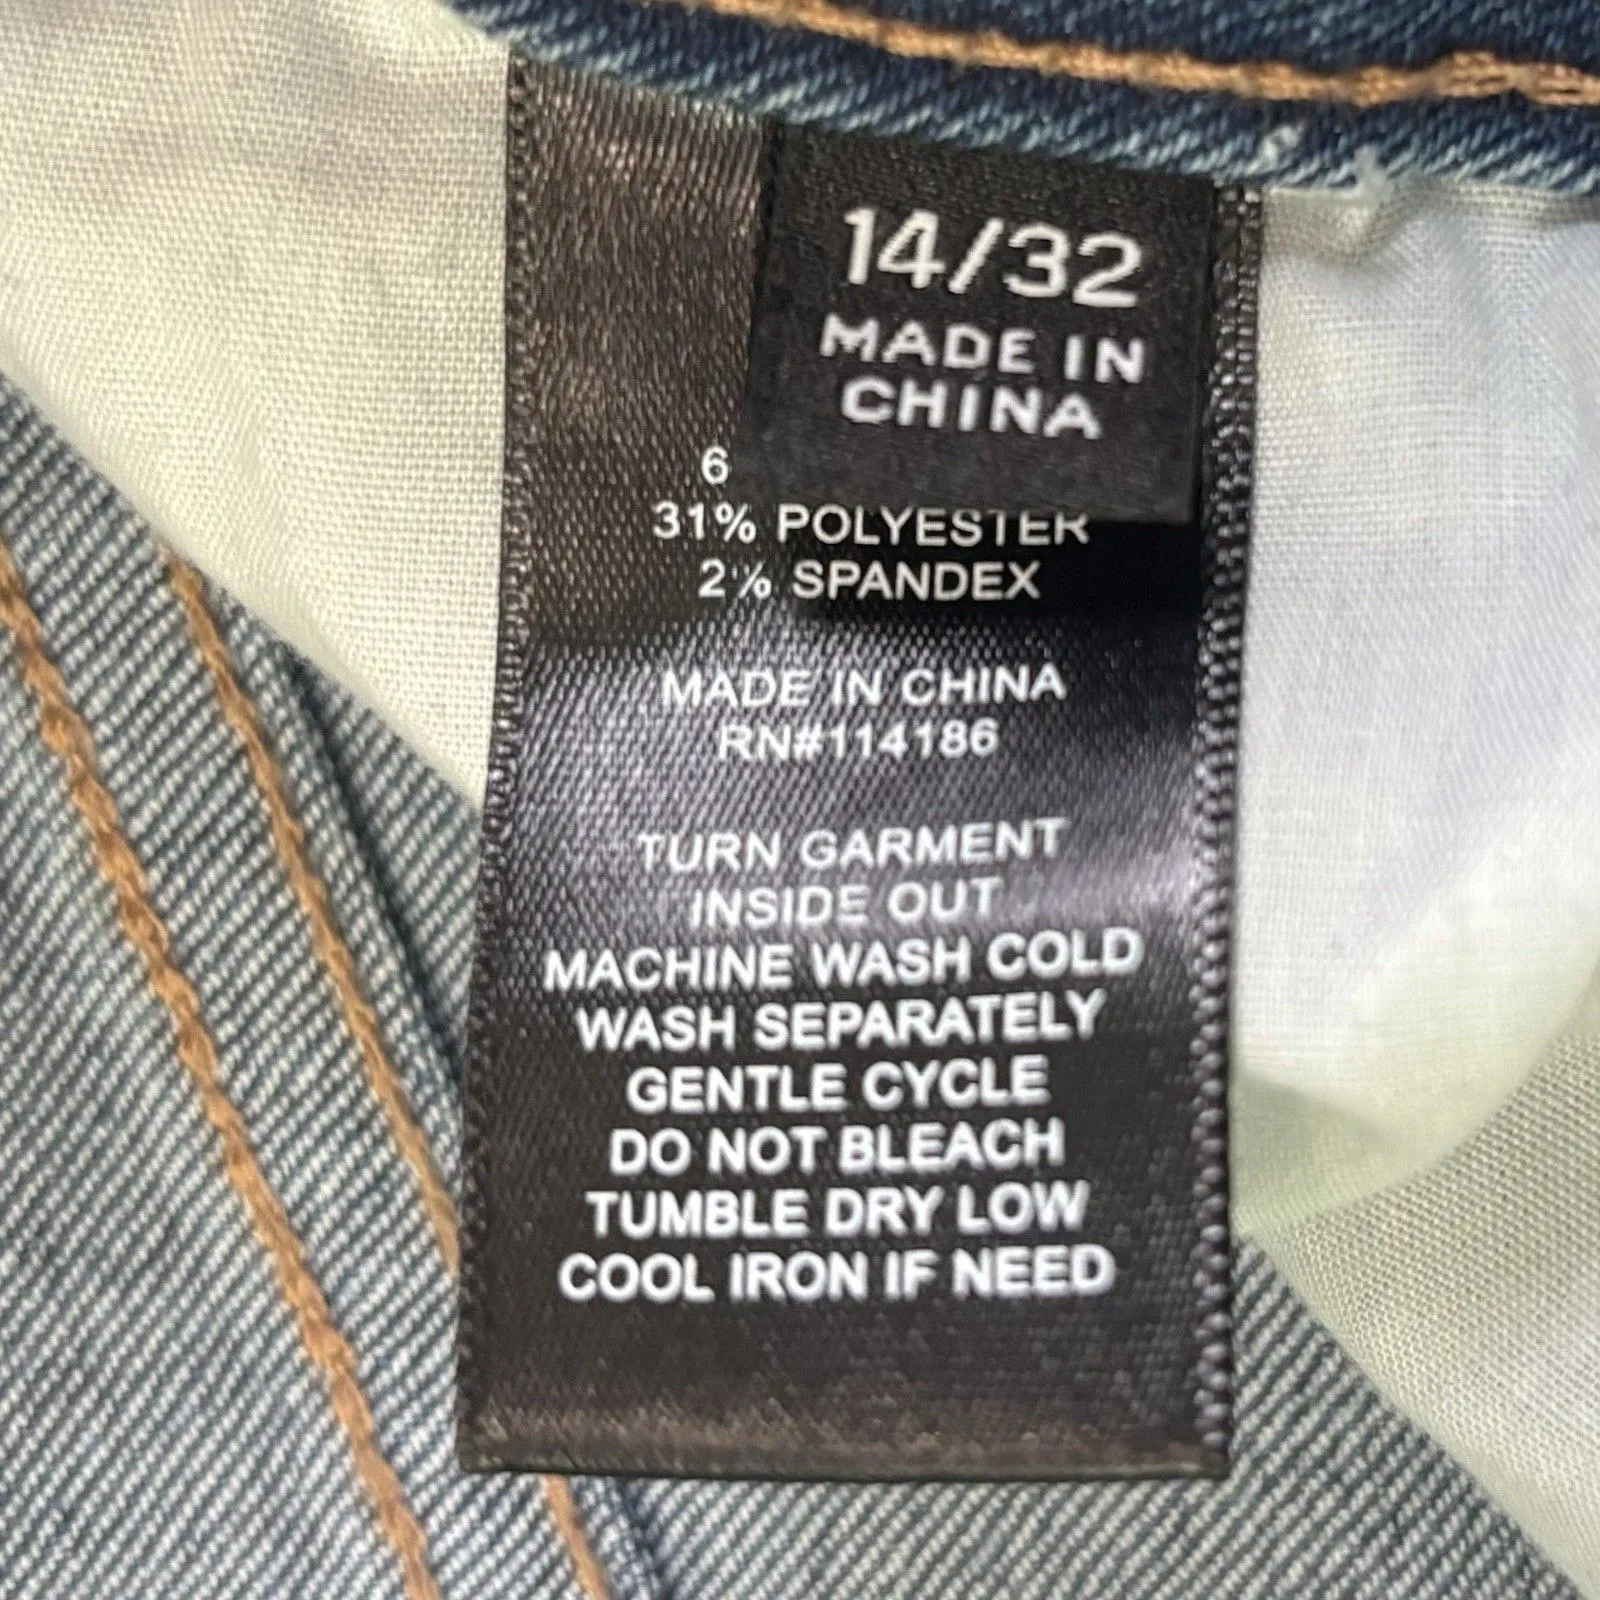 14/32
MADE IN
CHINA
6
31% POLYESTER
2% SPANDEX
MADE IN CHINA
RN#114186
TURN GARMENT
INSIDE OUT
MACHINE WASH COLD
WASH SEPARATELY
GENTLE CYCLE
DO NOT BLEACH
TUMBLE DRY LOW
COOL IRON IF NEED